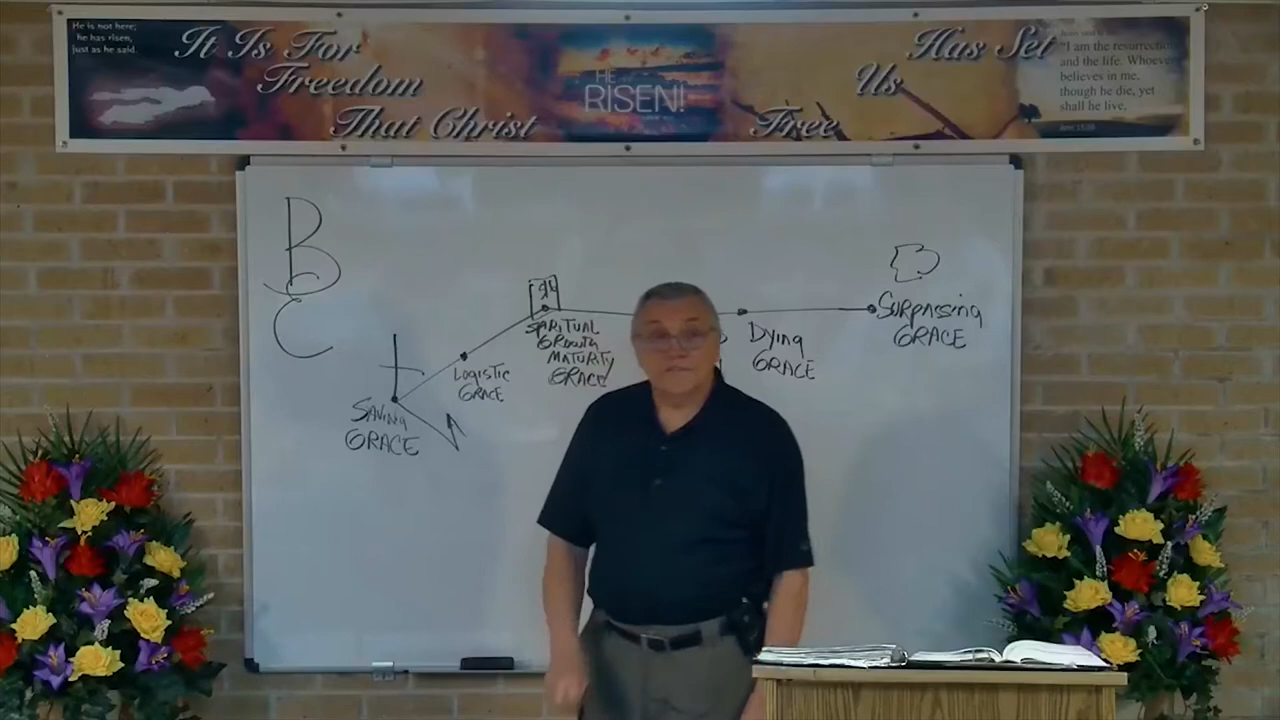 He is not here;
he has risen,
just as he said.
It Is For
Freedom
That Christ
HE
RISEN!
Has Set
Us
Free
"I am the resurrection
and the life. Whoever
believes in me,
though he die, yet
shall he live,
B
C
SAVING
GRACE
LOGISTIC
GRACE
SPIRITUAL
GROWTH
MATURITY
GRACE
DYING
GRACE
SURPASSING
GRACE